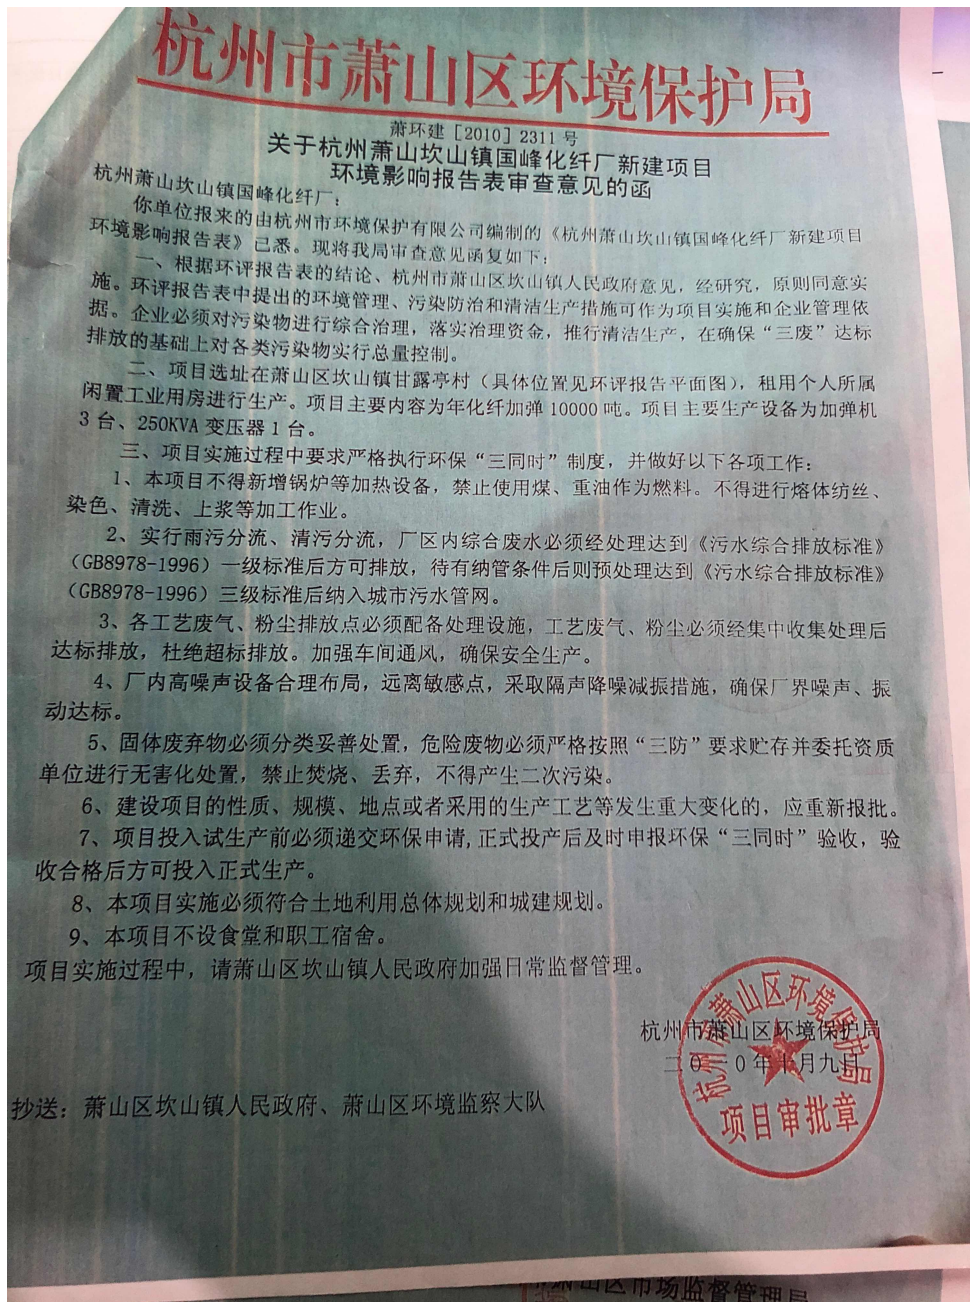 杭州市萧山区环境保护局
萧环建［2010］2311号
关于杭州萧山坎山镇国峰化纤厂新建项目
环境影响报告表审查意见的函
杭州萧山坎山镇国峰化纤厂：
你单位报来的由杭州市环境保护有限公司编制的《杭州萧山坎山镇国峰化纤厂新建项目
环境影响报告表》已悉。现将我局审查意见函复如下：
一、根据环评报告表的结论、杭州市萧山区坎山镇人民政府意见，经研究，原则同意实
施。环评报告表中提出的环境管理、污染防治和清洁生产措施可作为项目实施和企业管理依
据。企业必须对污染物进行综合治理，落实治理资金，推行清洁生产，在确保“三废”达标
排放的基础上对各类污染物实行总量控制。
二、项目选址在萧山区坎山镇甘露亭村（具体位置见环评报告平面图），租用个人所属
闲置工业用房进行生产。项目主要内容为年化纤加弹10000吨。项目主要生产设备为加弹机
3台、250KVA变压器1台。
三、项目实施过程中要求严格执行环保“三同时”制度，并做好以下各项工作：
1、本项目不得新增锅炉等加热设备，禁止使用煤、重油作为燃料。不得进行熔体纺丝、
染色、清洗、上浆等加工作业。
2、实行雨污分流、清污分流，厂区内综合废水必须经处理达到《污水综合排放标准》
（GB8978-1996）一级标准后方可排放，待有纳管条件后则预处理达到《污水综合排放标准》
（GB8978-1996）三级标准后纳入城市污水管网。
3、各工艺废气、粉尘排放点必须配备处理设施，工艺废气、粉尘必须经集中收集处理后
达标排放，杜绝超标排放。加强车间通风，确保安全生产。
4、厂内高噪声设备合理布局，远离敏感点，采取隔声降噪减振措施，确保厂界噪声、振
动达标。
5、固体废弃物必须分类妥善处置，危险废物必须严格按照“三防”要求贮存并委托资质
单位进行无害化处置，禁止焚烧、丢弃，不得产生二次污染。
6、建设项目的性质、规模、地点或者采用的生产工艺等发生重大变化的，应重新报批。
7、项目投入试生产前必须递交环保申请,正式投产后及时申报环保“三同时”验收，验
收合格后方可投入正式生产。
8、本项目实施必须符合土地利用总体规划和城建规划。
9、本项目不设食堂和职工宿舍。
项目实施过程中，请萧山区坎山镇人民政府加强日常监督管理。
杭州市萧山区环境保护局
二〇一〇年十月九日
杭州市萧山区环境保护局
项目审批章
抄送：萧山区坎山镇人民政府、萧山区环境监察大队
萧山区市场监督管理局